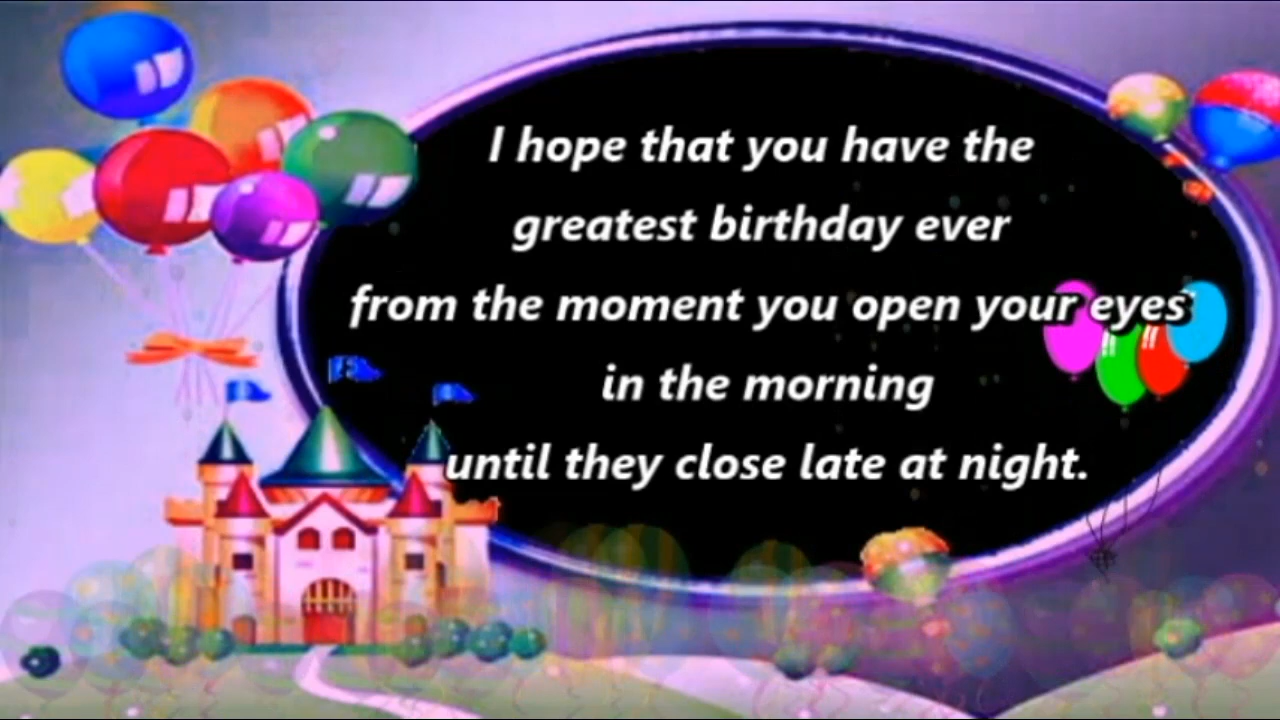 I hope that you have the
greatest birthday ever
from the moment you open your eyes
in the morning
until they close late at night.